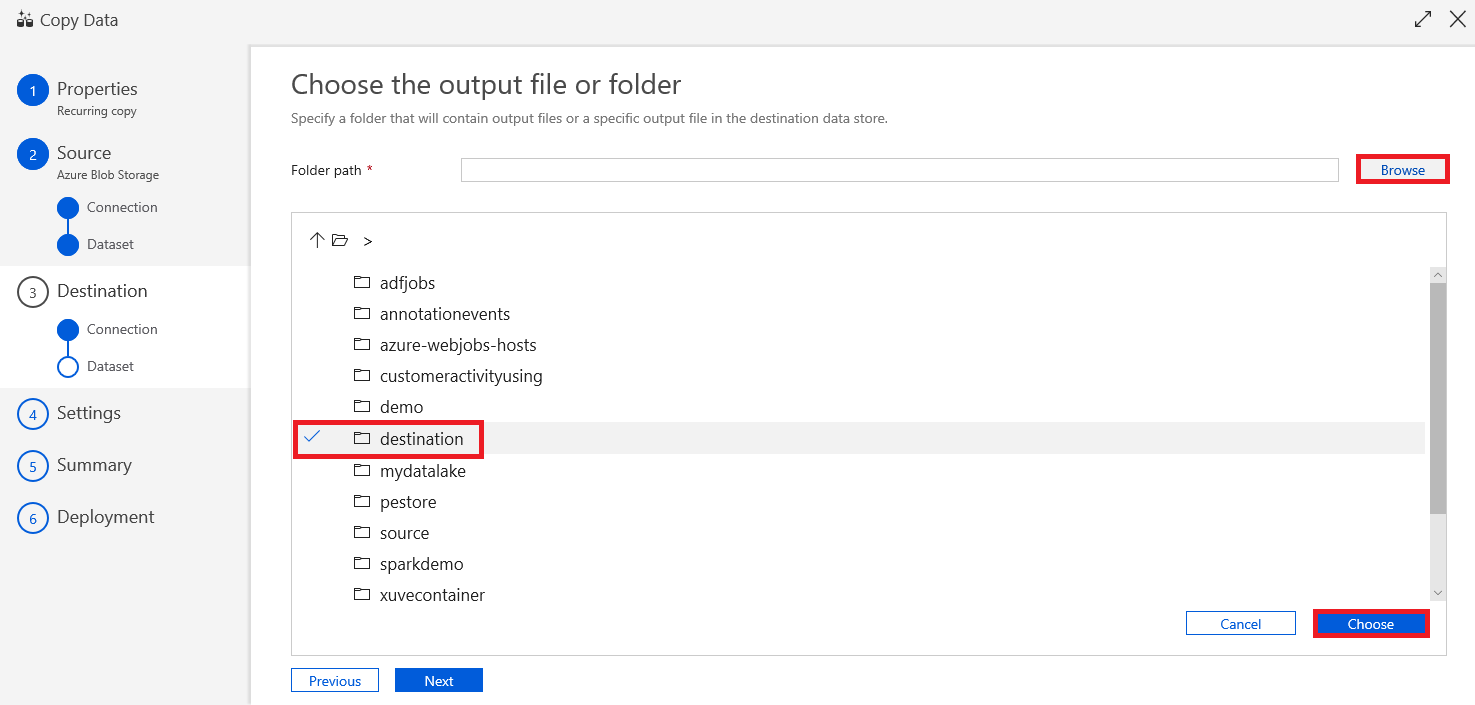 Copy Data
1 Properties
Recurring copy
2 Source
Azure Blob Storage
Connection
Dataset
3 Destination
Connection
Dataset
4 Settings
5 Summary
6 Deployment
Choose the output file or folder
Specify a folder that will contain output files or a specific output file in the destination data store.
Folder path *
Browse
>
adfjobs
annotationevents
azure-webjobs-hosts
customeractivityusing
demo
destination
mydatalake
pestore
source
sparkdemo
xuvecontainer
Cancel Choose
Previous Next